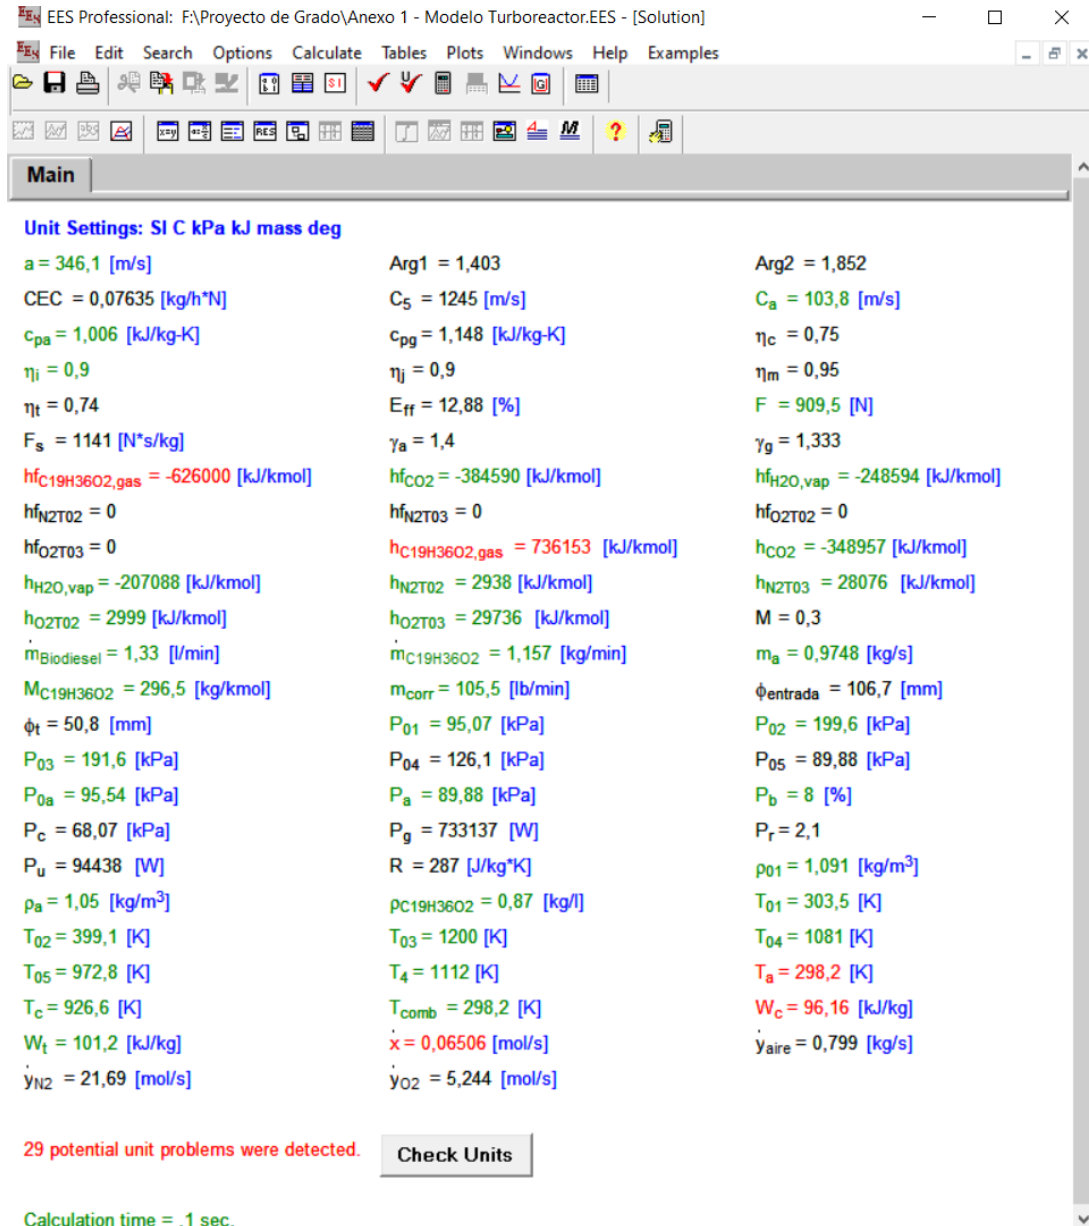 EES Professional: F:\Proyecto de Grado\Anexo 1 - Modelo Turboreactor.EES - [Solution]
File Edit Search Options Calculate Tables Plots Windows Help Examples
Main
Unit Settings: SI C kPa kJ mass deg
a = 346,1 [m/s] Arg1 = 1,403 Arg2 = 1,852
CEC = 0,07635 [kg/h*N] C5 = 1245 [m/s] Ca = 103,8 [m/s]
cpa = 1,006 [kJ/kg-K] cpg = 1,148 [kJ/kg-K] ηc = 0,75
ηi = 0,9 ηj = 0,9 ηm = 0,95
ηt = 0,74 Eff = 12,88 [%] F = 909,5 [N]
Fs = 1141 [N*s/kg] γa = 1,4 γg = 1,333
hfC19H36O2,gas = -626000 [kJ/kmol] hfCO2 = -384590 [kJ/kmol] hfH2O,vap = -248594 [kJ/kmol]
hfN2T02 = 0 hfN2T03 = 0 hfO2T02 = 0
hfO2T03 = 0 hC19H36O2,gas = 736153 [kJ/kmol] hCO2 = -348957 [kJ/kmol]
hH2O,vap = -207088 [kJ/kmol] hN2T02 = 2938 [kJ/kmol] hN2T03 = 28076 [kJ/kmol]
hO2T02 = 2999 [kJ/kmol] hO2T03 = 29736 [kJ/kmol] M = 0,3
ṁBiodiesel = 1,33 [l/min] ṁC19H36O2 = 1,157 [kg/min] ma = 0,9748 [kg/s]
MC19H36O2 = 296,5 [kg/kmol] mcorr = 105,5 [lb/min] ϕentrada = 106,7 [mm]
ϕt = 50,8 [mm] P01 = 95,07 [kPa] P02 = 199,6 [kPa]
P03 = 191,6 [kPa] P04 = 126,1 [kPa] P05 = 89,88 [kPa]
P0a = 95,54 [kPa] Pa = 89,88 [kPa] Pb = 8 [%]
Pc = 68,07 [kPa] Pg = 733137 [W] Pr = 2,1
Pu = 94438 [W] R = 287 [J/kg*K] ρ01 = 1,091 [kg/m³]
ρa = 1,05 [kg/m³] ρC19H36O2 = 0,87 [kg/l] T01 = 303,5 [K]
T02 = 399,1 [K] T03 = 1200 [K] T04 = 1081 [K]
T05 = 972,8 [K] T4 = 1112 [K] Ta = 298,2 [K]
Tc = 926,6 [K] Tcomb = 298,2 [K] Wc = 96,16 [kJ/kg]
Wt = 101,2 [kJ/kg] ẋ = 0,06506 [mol/s] ẏaire = 0,799 [kg/s]
ẏN2 = 21,69 [mol/s] ẏO2 = 5,244 [mol/s]
29 potential unit problems were detected. Check Units
Calculation time = .1 sec.